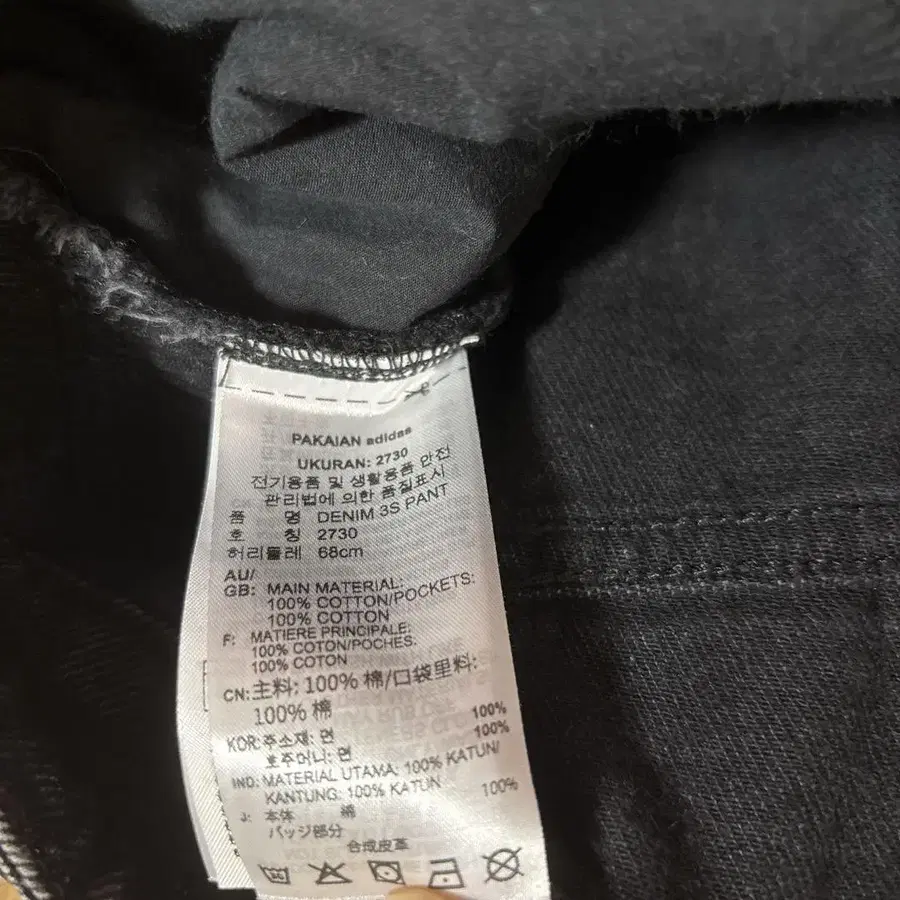 PAKAIAN adidas
UKURAN: 2730
전기용품 및 생활용품 안전
관리법에 의한 품질표시
품 명 DENIM 3S PANT
호 칭 2730
허리둘레 68cm
AU/
GB: MAIN MATERIAL:
100% COTTON/POCKETS:
100% COTTON
F: MATIERE PRINCIPALE:
100% COTON/POCHES:
100% COTON
CN: 主料: 100% 棉/口袋里料:
100% 棉
KOR: 주소재: 면 100%
호주머니: 면 100%
IND: MATERIAL UTAMA: 100% KATUN/
KANTUNG: 100% KATUN
J: 本体 綿 100%
バッジ部分
合成皮革